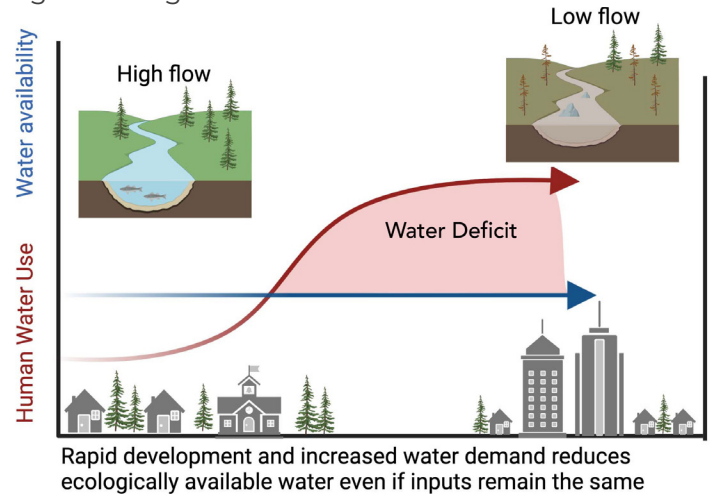 Low flow
High flow
Water availability
Water Deficit
Human Water Use
Rapid development and increased water demand reduces
ecologically available water even if inputs remain the same